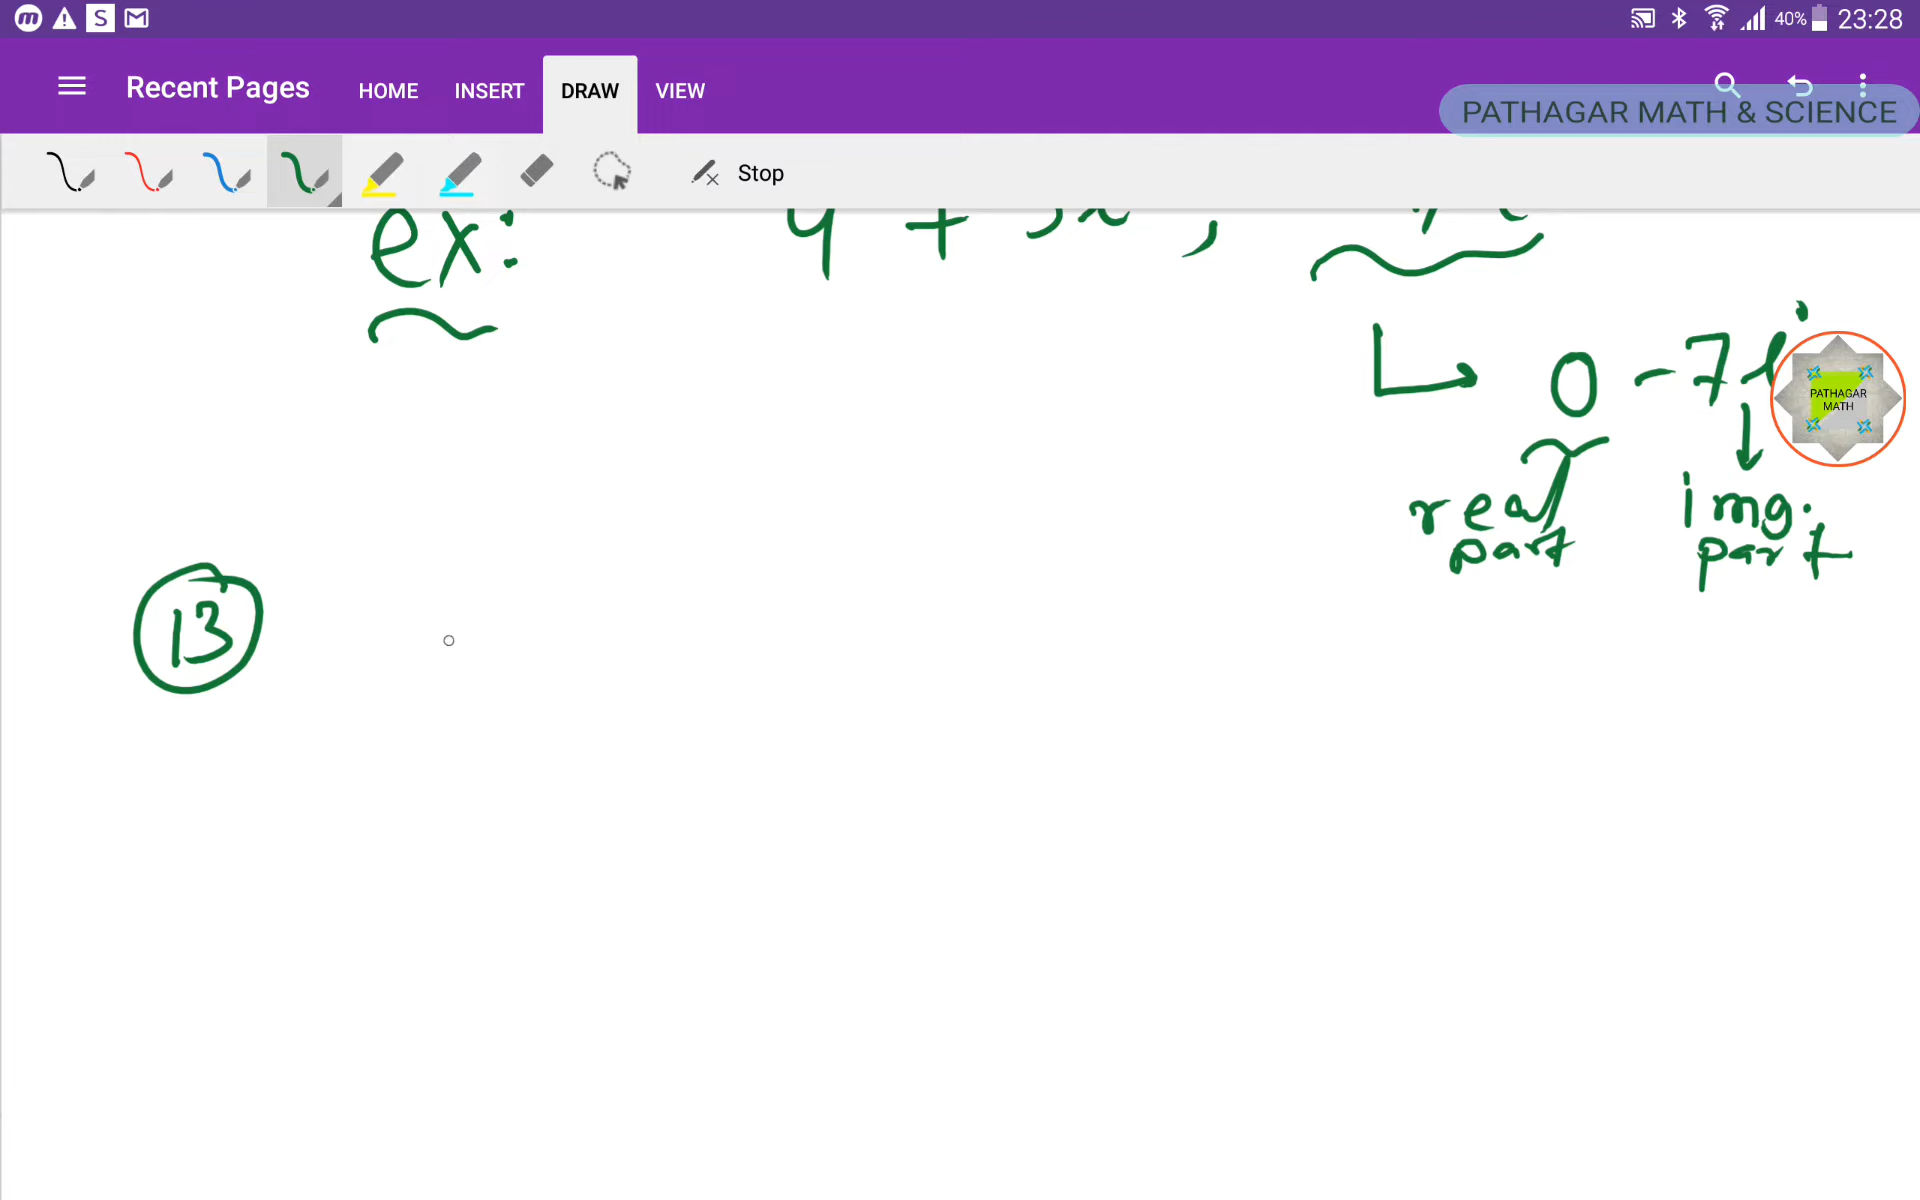 m S M 40% 23:28
Recent Pages HOME INSERT DRAW VIEW
PATHAGAR MATH & SCIENCE
Stop
ex:
0 - 7i
PATHAGAR
MATH
real img.
part part
13